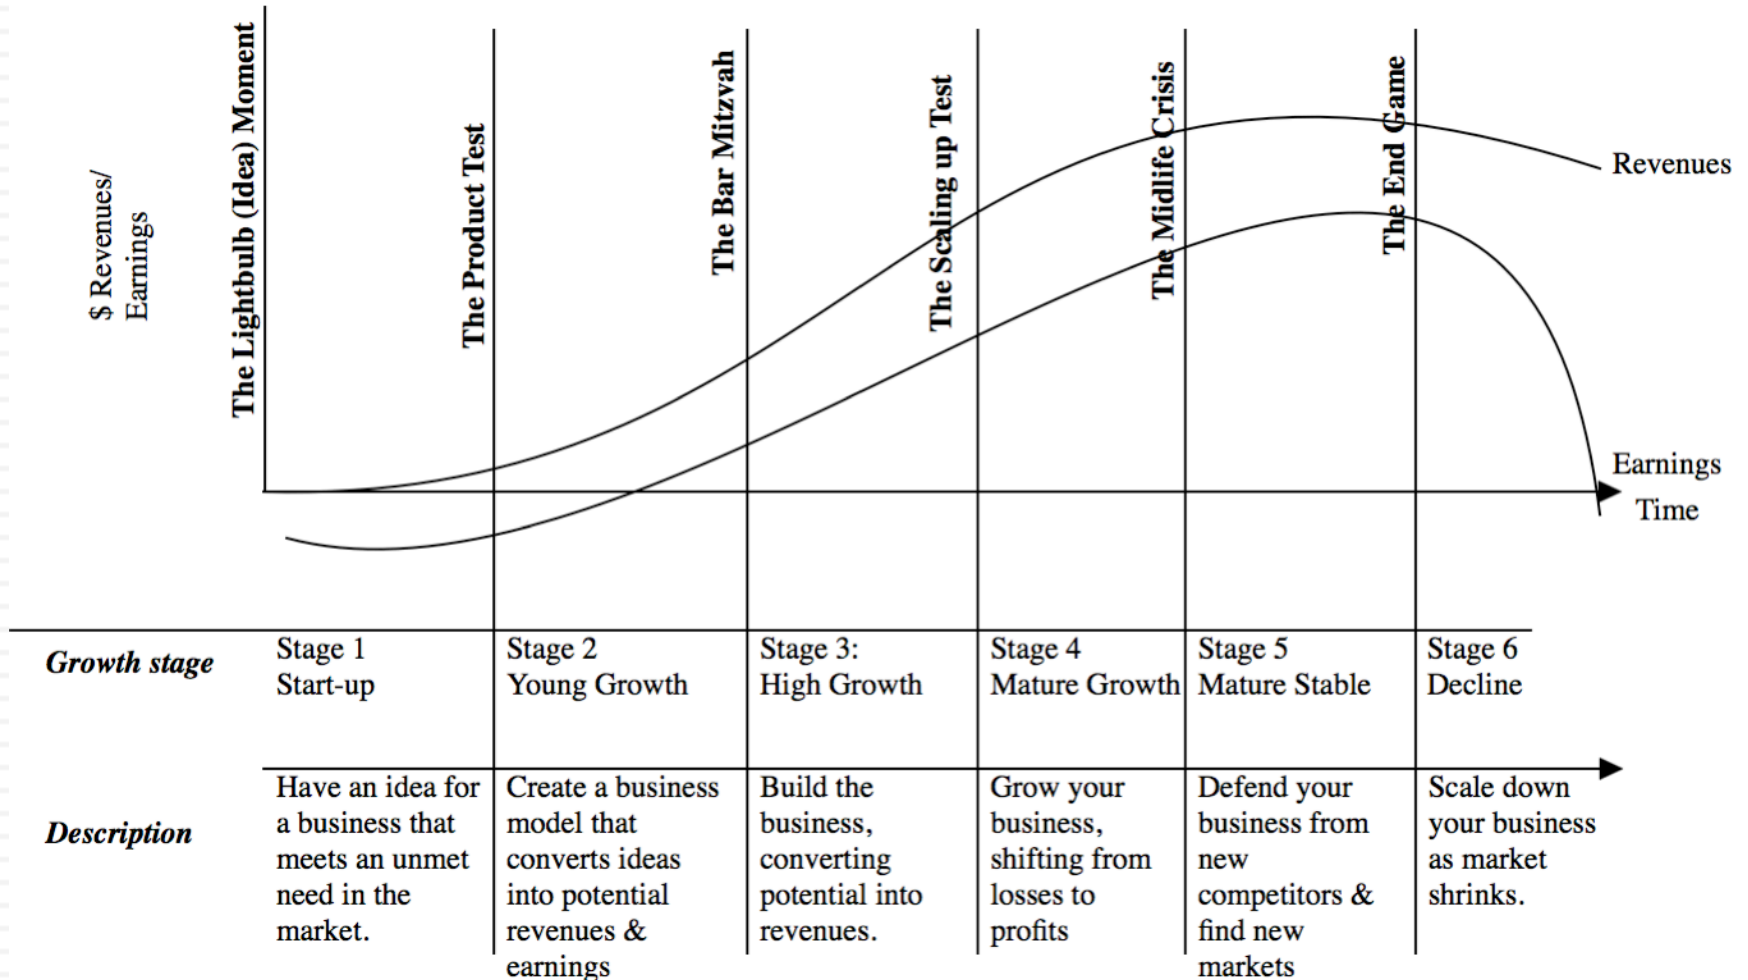 $ Revenues/
Earnings
The Lightbulb (Idea) Moment
The Product Test
The Bar Mitzvah
The Scaling up Test
The Midlife Crisis
The End Game
Revenues
Earnings
Time
Growth stage
Stage 1
Start-up
Stage 2
Young Growth
Stage 3:
High Growth
Stage 4
Mature Growth
Stage 5
Mature Stable
Stage 6
Decline
Description
Have an idea for
a business that
meets an unmet
need in the
market.
Create a business
model that
converts ideas
into potential
revenues &
earnings
Build the
business,
converting
potential into
revenues.
Grow your
business,
shifting from
losses to
profits
Defend your
business from
new
competitors &
find new
markets
Scale down
your business
as market
shrinks.